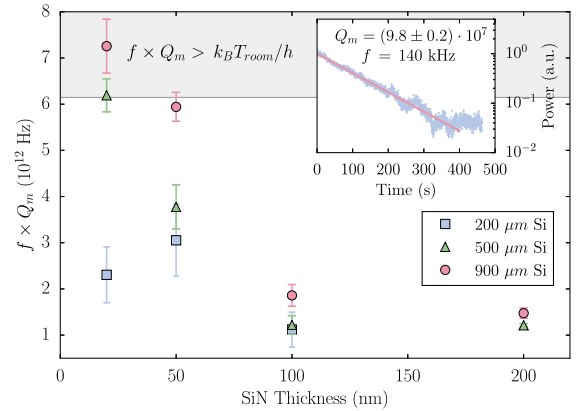 8
7
6
5
4
3
2
1
f × Q_m (10^12 Hz)
f × Q_m > k_B T_room/h
Q_m = (9.8 ± 0.2) · 10^7
f = 140 kHz
10^0
10^-1
10^-2
Power (a.u.)
0 100 200 300 400 500
Time (s)
200 μm Si
500 μm Si
900 μm Si
0 50 100 150 200
SiN Thickness (nm)